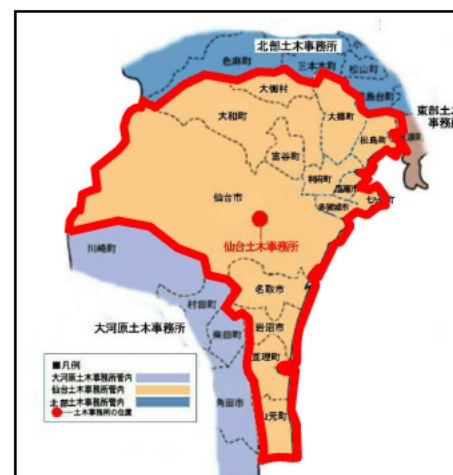 北部土木事務所
色麻町
三本木町
松山町
鹿島台町
大衡村
東部土木
事務所
大和町
大郷町
松島町
富谷町
利府町
塩竈市
七ヶ浜町
多賀城市
仙台市
仙台土木事務所
川崎町
名取市
村田町
大河原土木事務所
岩沼市
柴田町
亘理町
■凡例
大河原土木事務所管内
仙台土木事務所管内
北部土木事務所管内
・・・土木事務所の位置
角田市
山元町